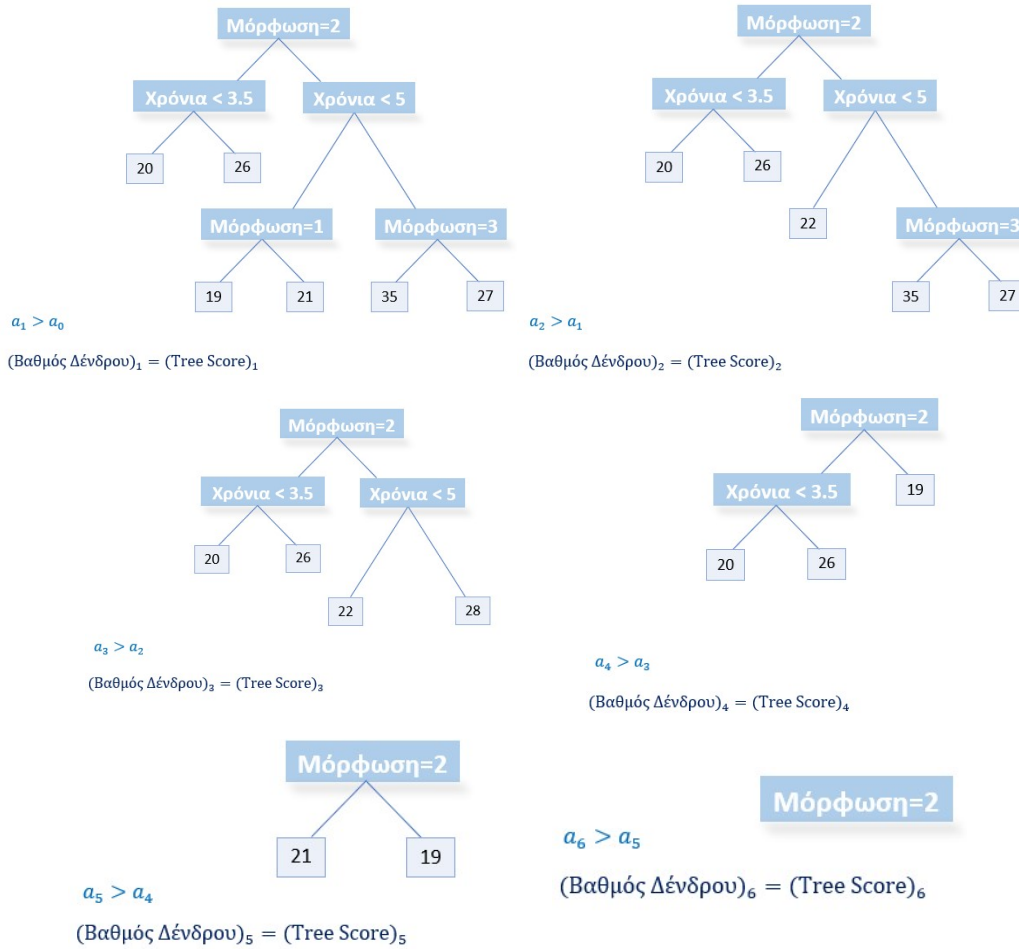 Μόρφωση=2
Χρόνια < 3.5 Χρόνια < 5
20 26
Μόρφωση=1 Μόρφωση=3
19 21 35 27
a₁ > a₀
(Βαθμός Δένδρου)₁ = (Tree Score)₁
Μόρφωση=2
Χρόνια < 3.5 Χρόνια < 5
20 26
22 Μόρφωση=3
35 27
a₂ > a₁
(Βαθμός Δένδρου)₂ = (Tree Score)₂
Μόρφωση=2
Χρόνια < 3.5 Χρόνια < 5
20 26
22 28
a₃ > a₂
(Βαθμός Δένδρου)₃ = (Tree Score)₃
Μόρφωση=2
Χρόνια < 3.5 19
20 26
a₄ > a₃
(Βαθμός Δένδρου)₄ = (Tree Score)₄
Μόρφωση=2
21 19
a₅ > a₄
(Βαθμός Δένδρου)₅ = (Tree Score)₅
Μόρφωση=2
a₆ > a₅
(Βαθμός Δένδρου)₆ = (Tree Score)₆